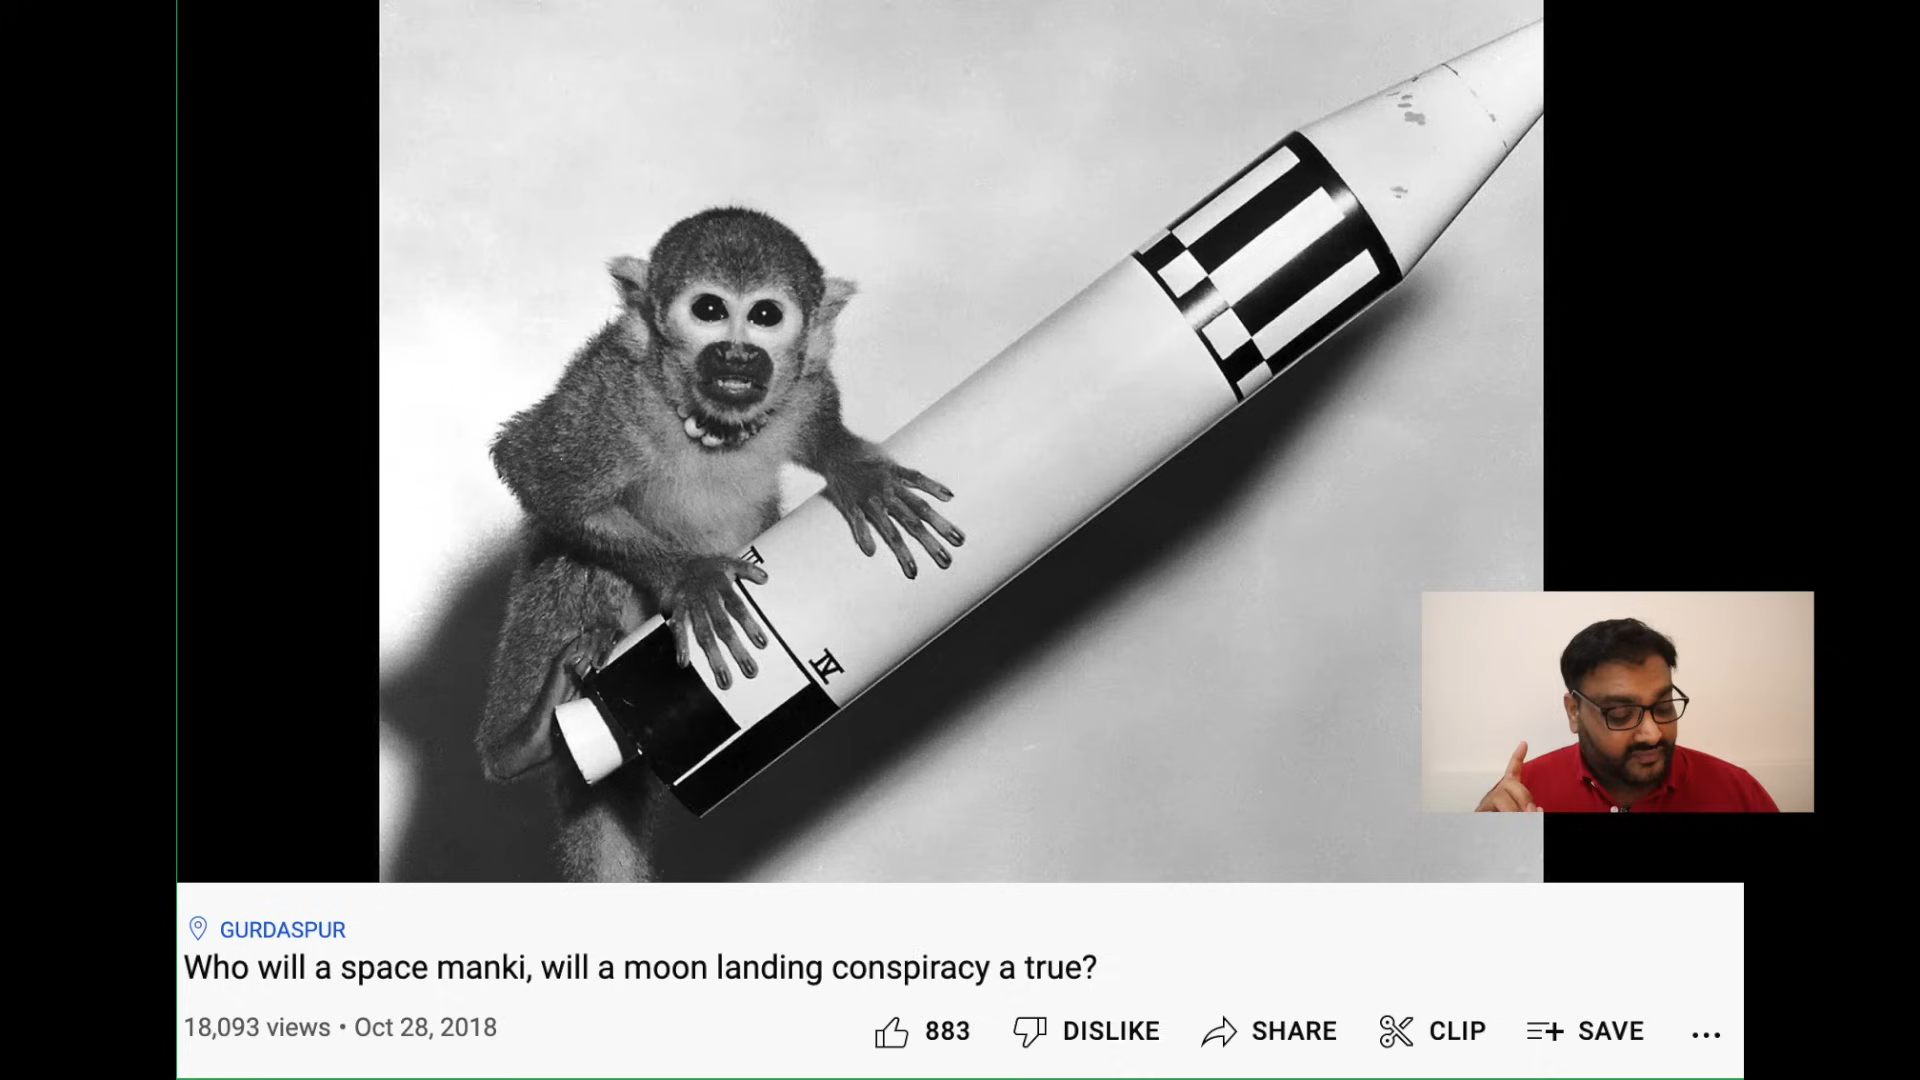 III
IV
GURDASPUR
Who will a space manki, will a moon landing conspiracy a true?
18,093 views • Oct 28, 2018
883
DISLIKE
SHARE
CLIP
SAVE
...